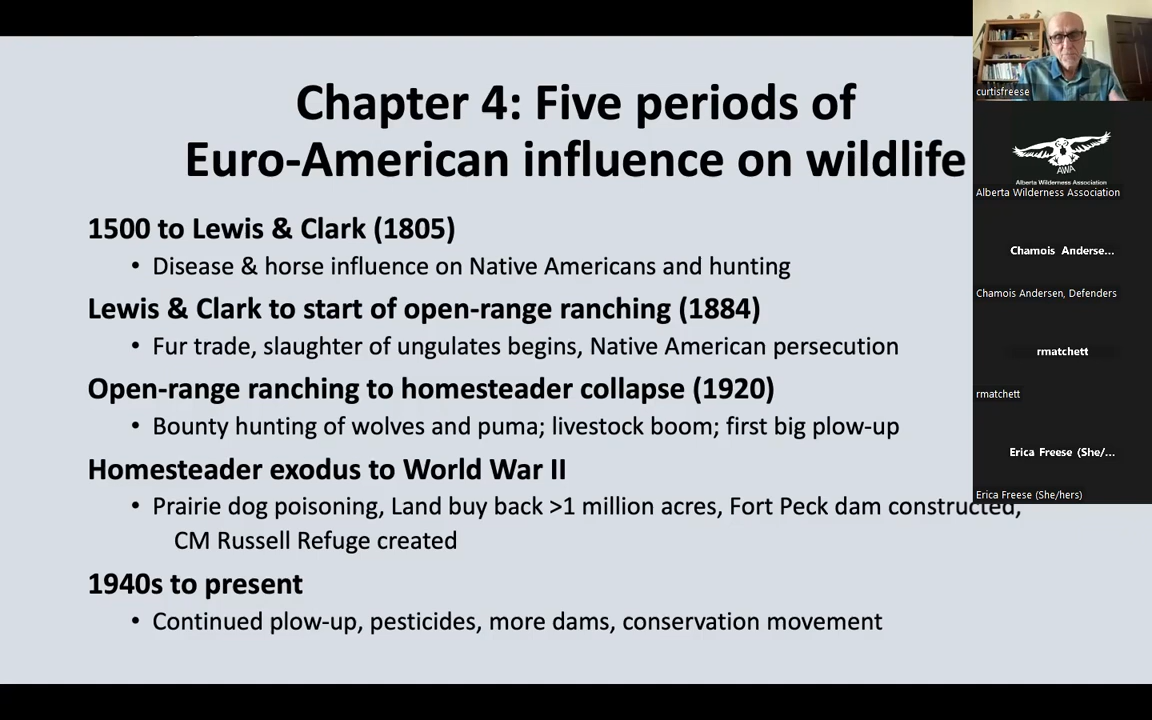 Chapter 4: Five periods of
Euro-American influence on wildlife
1500 to Lewis & Clark (1805)
• Disease & horse influence on Native Americans and hunting
Lewis & Clark to start of open-range ranching (1884)
• Fur trade, slaughter of ungulates begins, Native American persecution
Open-range ranching to homesteader collapse (1920)
• Bounty hunting of wolves and puma; livestock boom; first big plow-up
Homesteader exodus to World War II
• Prairie dog poisoning, Land buy back >1 million acres, Fort Peck dam constructed,
CM Russell Refuge created
1940s to present
• Continued plow-up, pesticides, more dams, conservation movement
curtisfreese
AWA
Alberta Wilderness Association
Alberta Wilderness Association
Chamois Anderse...
Chamois Andersen, Defenders
rmatchett
rmatchett
Erica Freese (She/...
Erica Freese (She/hers)